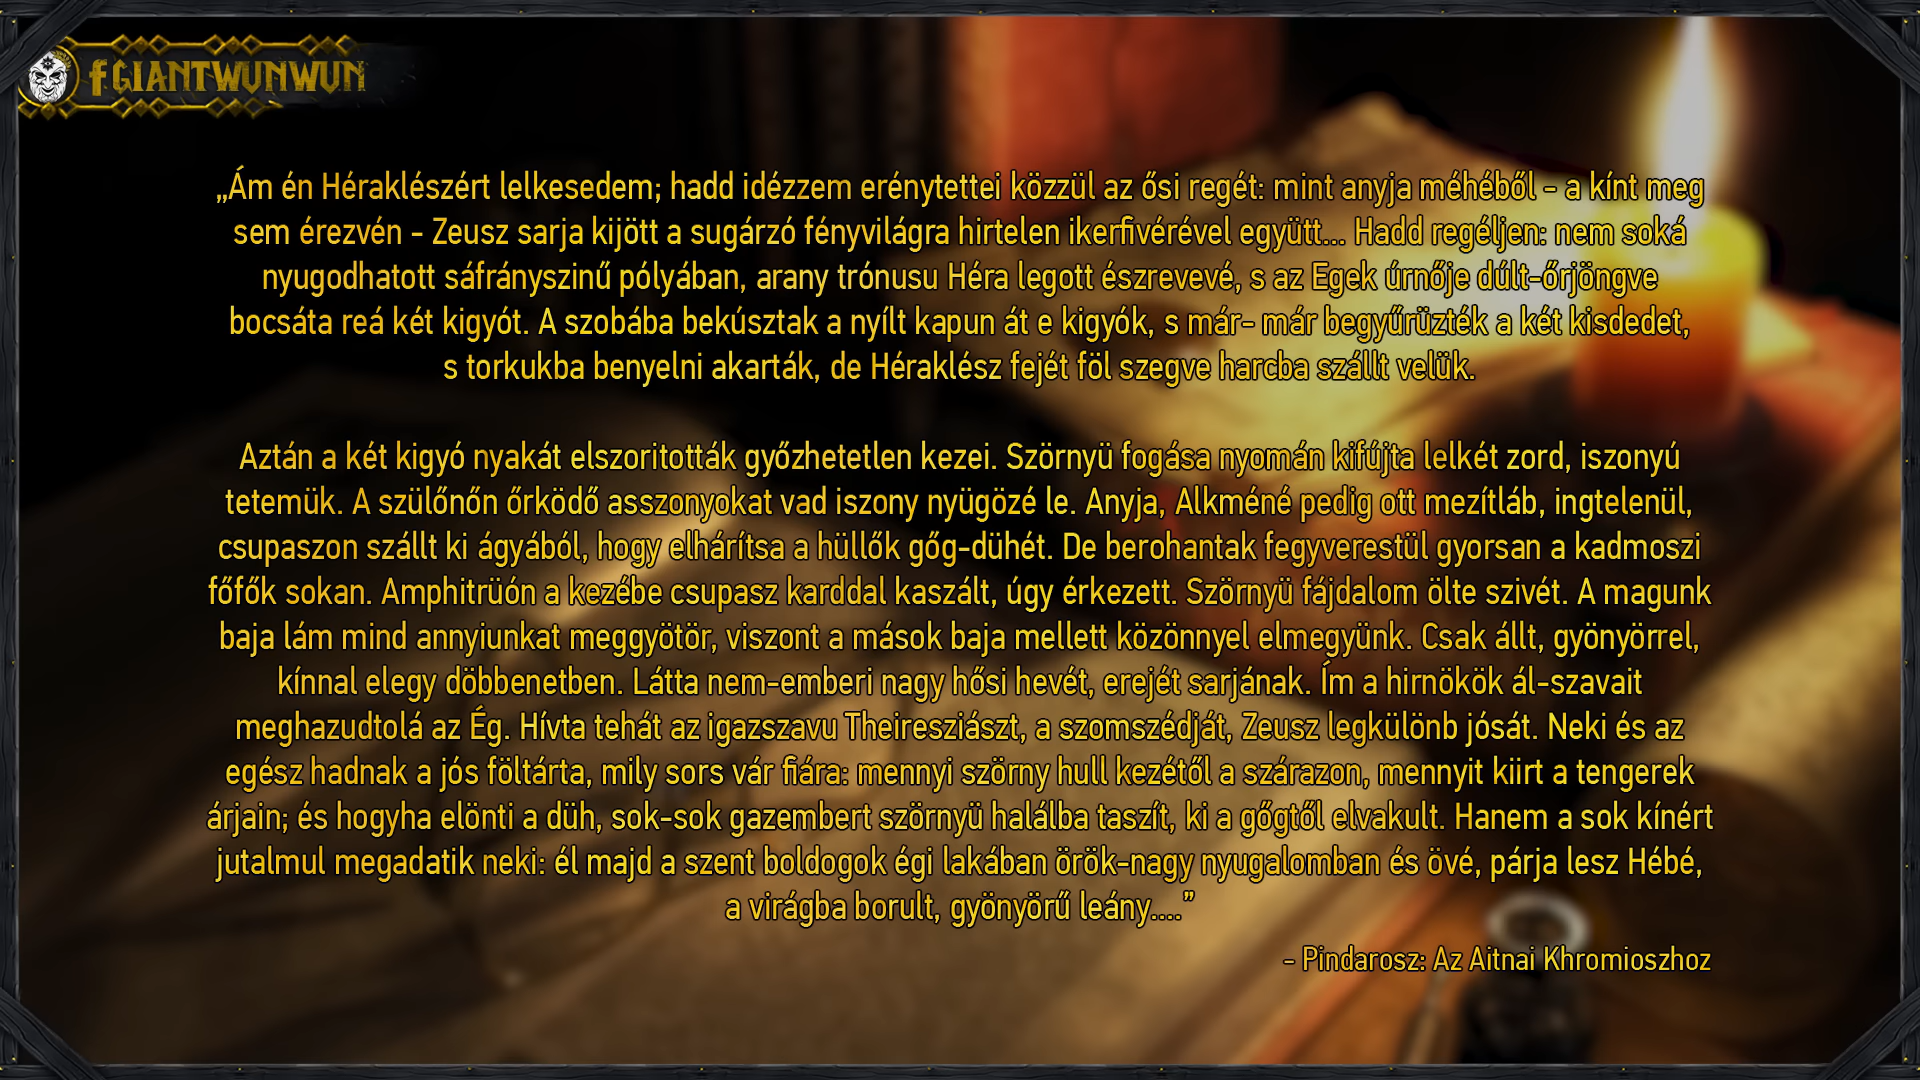 fGIANTWUNWUN
„Ám én Héraklészért lelkesedem; hadd idézzem erénytettei közzül az ősi regét: mint anyja méhéből - a kínt meg
sem érezvén - Zeusz sarja kijött a sugárzó fényvilágra hirtelen ikerfivérével együtt... Hadd regéljen: nem soká
nyugodhatott sáfrányszinű pólyában, arany trónusu Héra legott észrevevé, s az Egek úrnője dúlt-őrjöngve
bocsáta reá két kigyót. A szobába bekúsztak a nyílt kapun át e kigyók, s már- már begyűrüzték a két kisdedet,
s torkukba benyelni akarták, de Héraklész fejét föl szegve harcba szállt velük.
Aztán a két kigyó nyakát elszoritották győzhetetlen kezei. Szörnyü fogása nyomán kifújta lelkét zord, iszonyú
tetemük. A szülőnőn őrködő asszonyokat vad iszony nyügözé le. Anyja, Alkméné pedig ott mezítláb, ingtelenül,
csupaszon szállt ki ágyából, hogy elhárítsa a hüllők gőg-dühét. De berohantak fegyverestül gyorsan a kadmoszi
főfők sokan. Amphitrüón a kezébe csupasz karddal kaszált, úgy érkezett. Szörnyü fájdalom ölte szivét. A magunk
baja lám mind annyiunkat meggyötör, viszont a mások baja mellett közönnyel elmegyünk. Csak állt, gyönyörrel,
kínnal elegy döbbenetben. Látta nem-emberi nagy hősi hevét, erejét sarjának. Ím a hirnökök ál-szavait
meghazudtolá az Ég. Hívta tehát az igazszavu Theiresziászt, a szomszédját, Zeusz legkülönb jósát. Neki és az
egész hadnak a jós föltárta, mily sors vár fiára: mennyi szörny hull kezétől a szárazon, mennyit kiirt a tengerek
árjain; és hogyha elönti a düh, sok-sok gazembert szörnyü halálba taszít, ki a gőgtől elvakult. Hanem a sok kínért
jutalmul megadatik neki: él majd a szent boldogok égi lakában örök-nagy nyugalomban és övé, párja lesz Hébé,
a virágba borult, gyönyörű leány....”
- Pindarosz: Az Aitnai Khromioszhoz